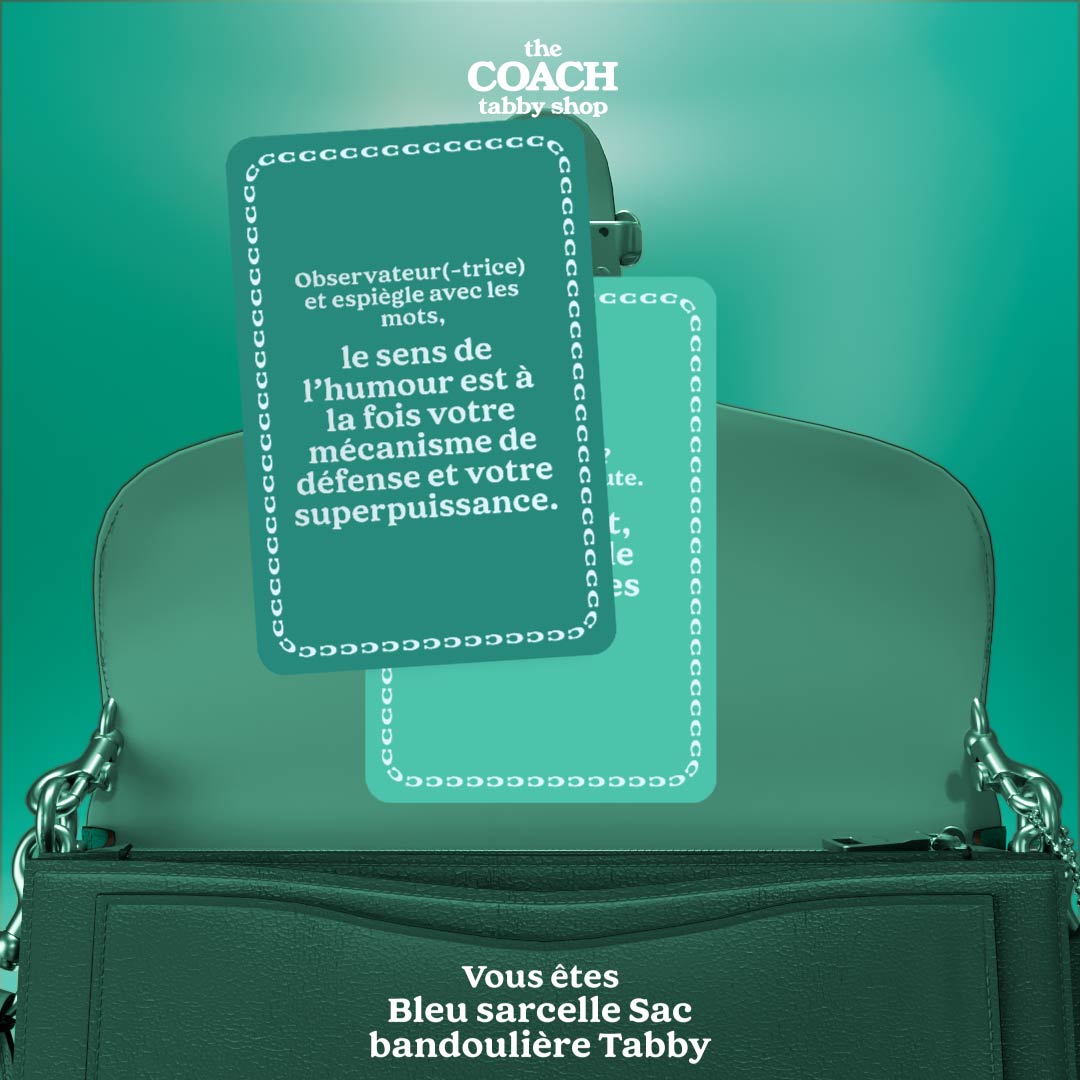 the
COACH
tabby shop
Observateur(-trice)
et espiègle avec les
mots,
le sens de
l’humour est à
la fois votre
mécanisme de
défense et votre
superpuissance.
Vous êtes
Bleu sarcelle Sac
bandoulière Tabby